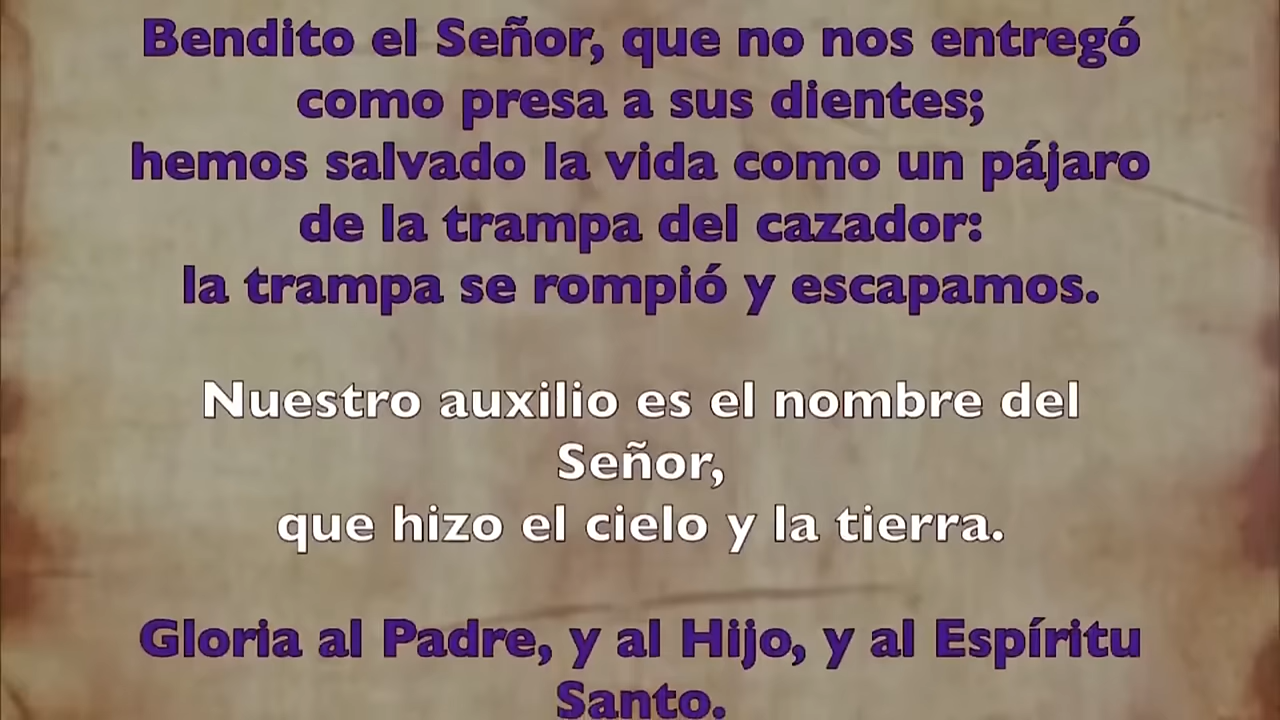 Bendito el Señor, que no nos entregó
como presa a sus dientes;
hemos salvado la vida como un pájaro
de la trampa del cazador:
la trampa se rompió y escapamos.
Nuestro auxilio es el nombre del
Señor,
que hizo el cielo y la tierra.
Gloria al Padre, y al Hijo, y al Espíritu
Santo.